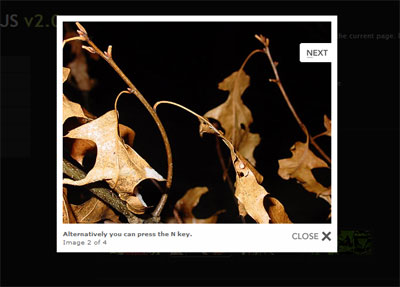 JS v2.0
the current page,
NEXT
Alternatively you can press the N key.
Image 2 of 4
CLOSE X